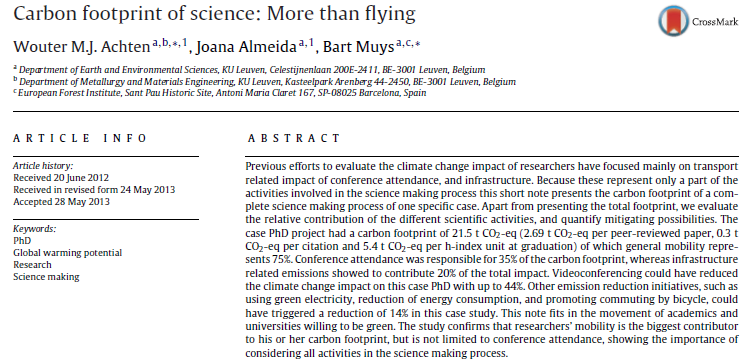 Carbon footprint of science: More than flying
CrossMark
Wouter M.J. Achten a,b,*,1, Joana Almeida a,1, Bart Muys a,c,*
a Department of Earth and Environmental Sciences, KU Leuven, Celestijnenlaan 200E-2411, BE-3001 Leuven, Belgium
b Department of Metallurgy and Materials Engineering, KU Leuven, Kasteelpark Arenberg 44-2450, BE-3001 Leuven, Belgium
c European Forest Institute, Sant Pau Historic Site, Antoni Maria Claret 167, SP-08025 Barcelona, Spain
ARTICLE INFO
Article history:
Received 20 June 2012
Received in revised form 24 May 2013
Accepted 28 May 2013
Keywords:
PhD
Global warming potential
Research
Science making
ABSTRACT
Previous efforts to evaluate the climate change impact of researchers have focused mainly on transport
related impact of conference attendance, and infrastructure. Because these represent only a part of the
activities involved in the science making process this short note presents the carbon footprint of a com-
plete science making process of one specific case. Apart from presenting the total footprint, we evaluate
the relative contribution of the different scientific activities, and quantify mitigating possibilities. The
case PhD project had a carbon footprint of 21.5 t CO2-eq (2.69 t CO2-eq per peer-reviewed paper, 0.3 t
CO2-eq per citation and 5.4 t CO2-eq per h-index unit at graduation) of which general mobility repre-
sents 75%. Conference attendance was responsible for 35% of the carbon footprint, whereas infrastructure
related emissions showed to contribute 20% of the total impact. Videoconferencing could have reduced
the climate change impact on this case PhD with up to 44%. Other emission reduction initiatives, such as
using green electricity, reduction of energy consumption, and promoting commuting by bicycle, could
have triggered a reduction of 14% in this case study. This note fits in the movement of academics and
universities willing to be green. The study confirms that researchers' mobility is the biggest contributor
to his or her carbon footprint, but is not limited to conference attendance, showing the importance of
considering all activities in the science making process.